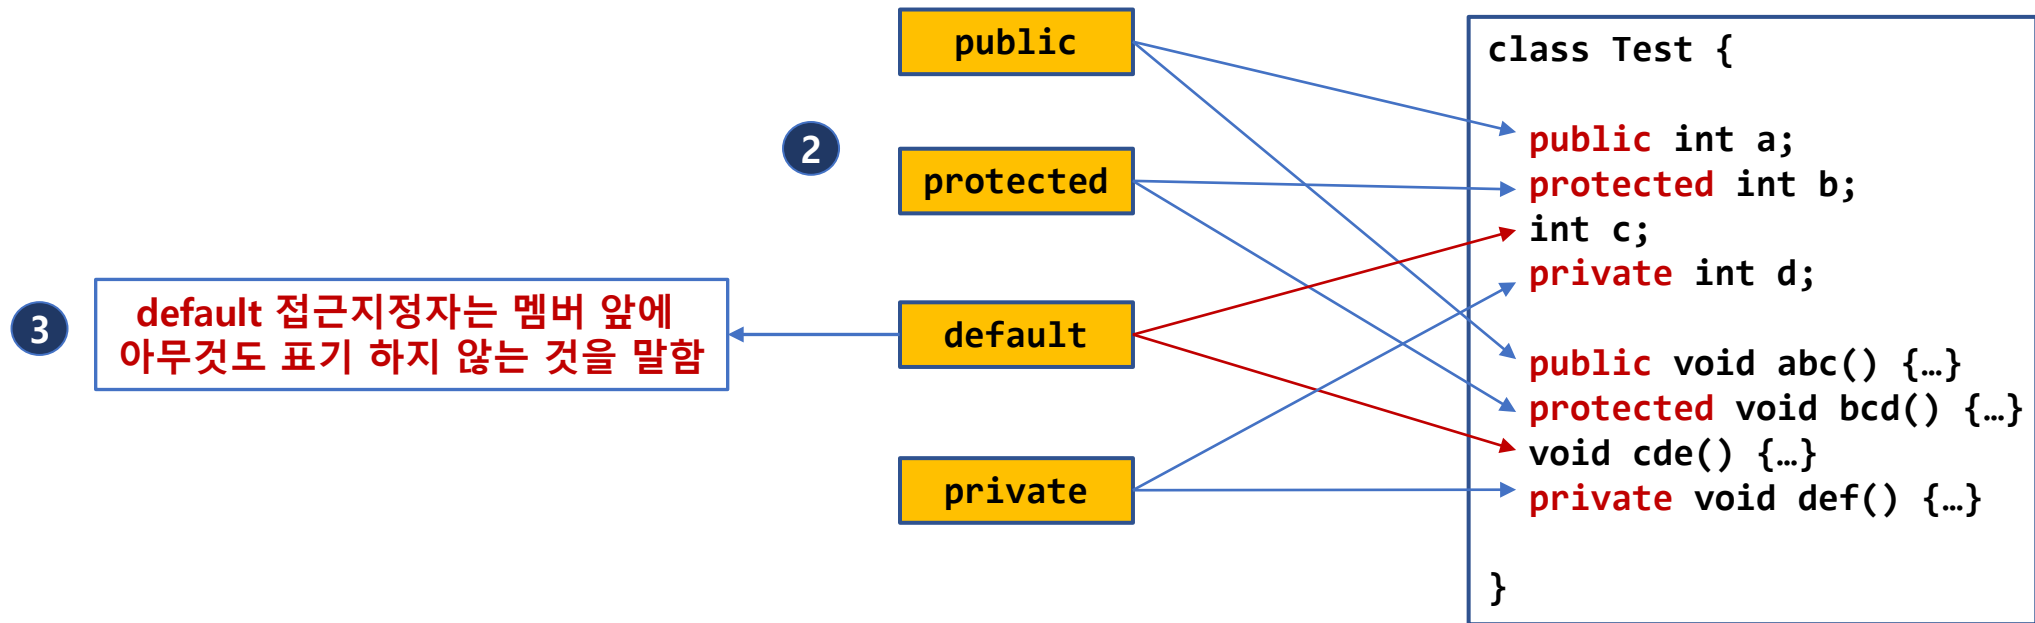 2
3
default 접근지정자는 멤버 앞에
아무것도 표기 하지 않는 것을 말함
public
protected
default
private
class Test {
public int a;
protected int b;
int c;
private int d;
public void abc() {…}
protected void bcd() {…}
void cde() {…}
private void def() {…}
}